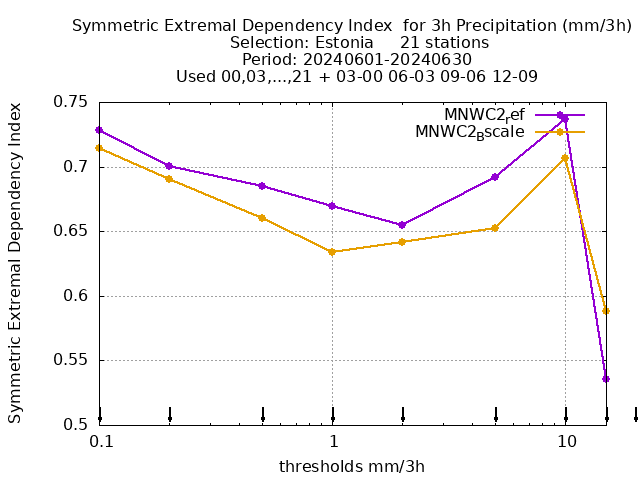 Symmetric Extremal Dependency Index for 3h Precipitation (mm/3h)
Selection: Estonia 21 stations
Period: 20240601-20240630
Used 00,03,...,21 + 03-00 06-03 09-06 12-09
Symmetric Extremal Dependency Index
0.75
0.7
0.65
0.6
0.55
0.5
MNWC2ref
MNWC2Bscale
0.1 1 10
thresholds mm/3h